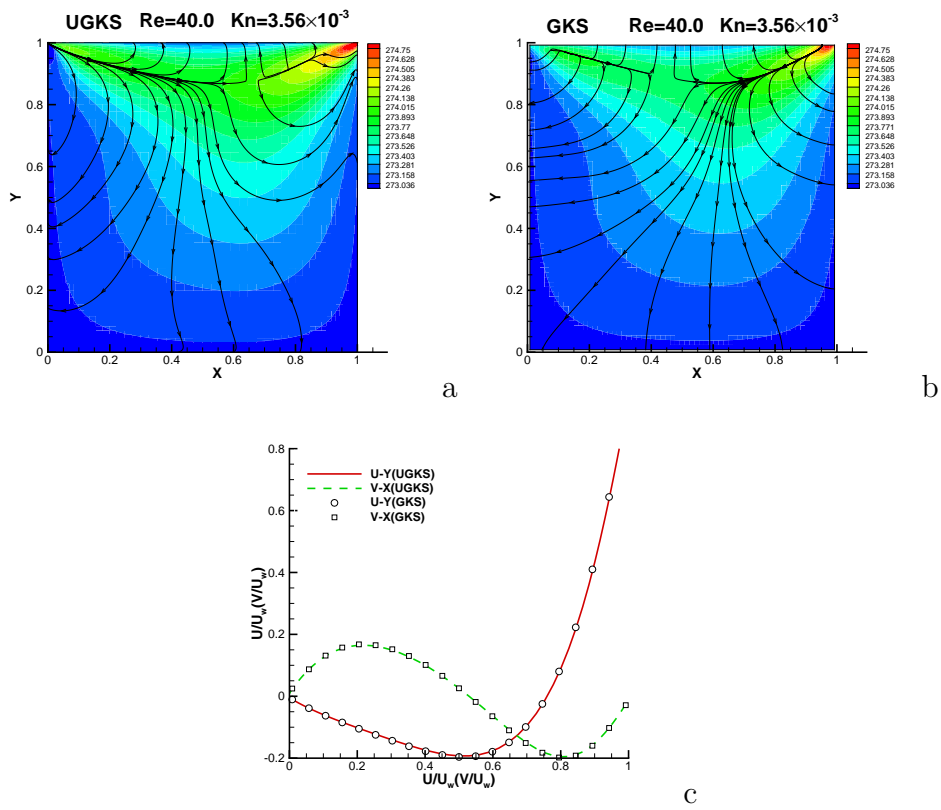 UGKS Re=40.0 Kn=3.56×10⁻³
1
0.8
0.6
0.4
0.2
0
Y
0 0.2 0.4 0.6 0.8 1
X
274.75
274.628
274.505
274.383
274.26
274.138
274.015
273.893
273.77
273.648
273.526
273.403
273.281
273.158
273.036
a
GKS Re=40.0 Kn=3.56×10⁻³
1
0.8
0.6
0.4
0.2
0
Y
0.2 0.4 0.6 0.8 1
X
274.75
274.628
274.505
274.383
274.26
274.138
274.015
273.893
273.771
273.648
273.526
273.403
273.281
273.158
273.036
b
0.8
0.6
0.4
0.2
0
-0.2
U/Uw(V/Uw)
U-Y(UGKS)
V-X(UGKS)
U-Y(GKS)
V-X(GKS)
0 0.2 0.4 0.6 0.8 1
U/Uw(V/Uw)
c